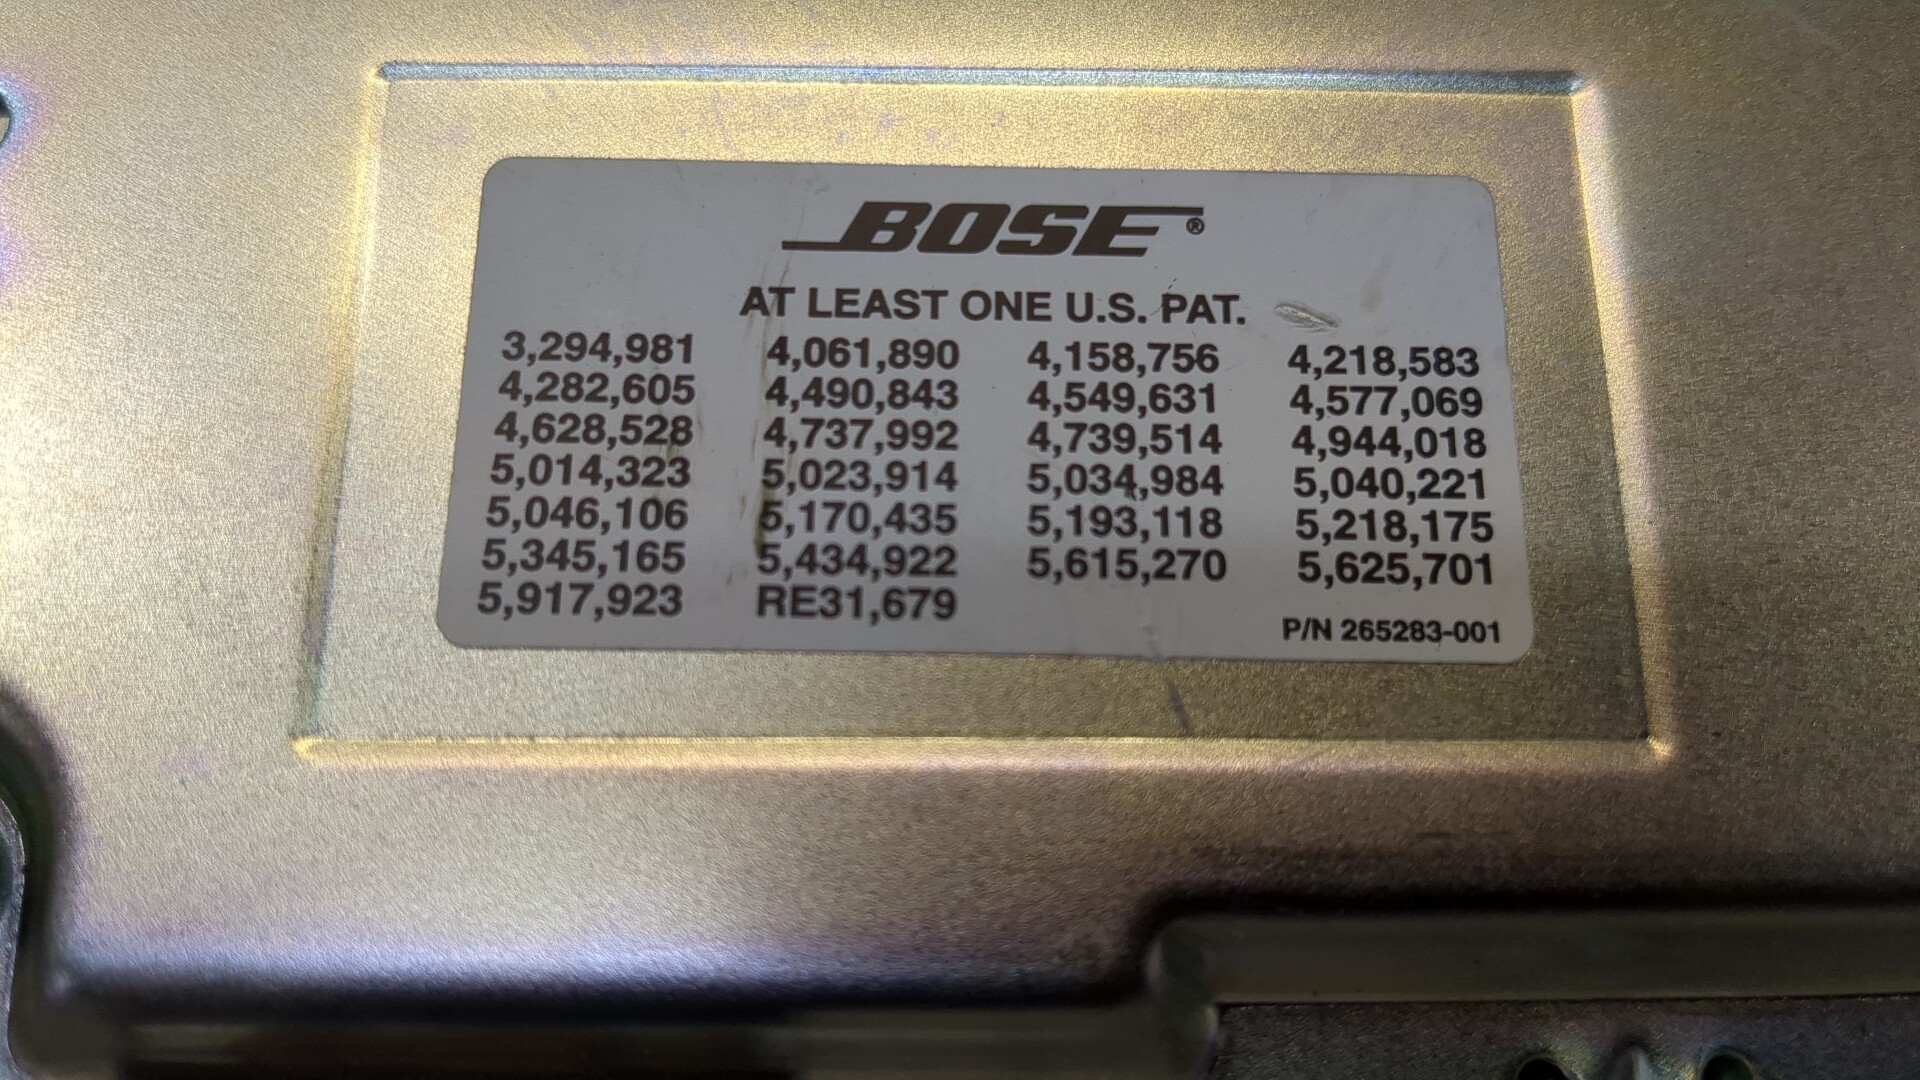 BOSE®
AT LEAST ONE U.S. PAT.
3,294,981 4,061,890 4,158,756 4,218,583
4,282,605 4,490,843 4,549,631 4,577,069
4,628,528 4,737,992 4,739,514 4,944,018
5,014,323 5,023,914 5,034,984 5,040,221
5,046,106 5,170,435 5,193,118 5,218,175
5,345,165 5,434,922 5,615,270 5,625,701
5,917,923 RE31,679
P/N 265283-001